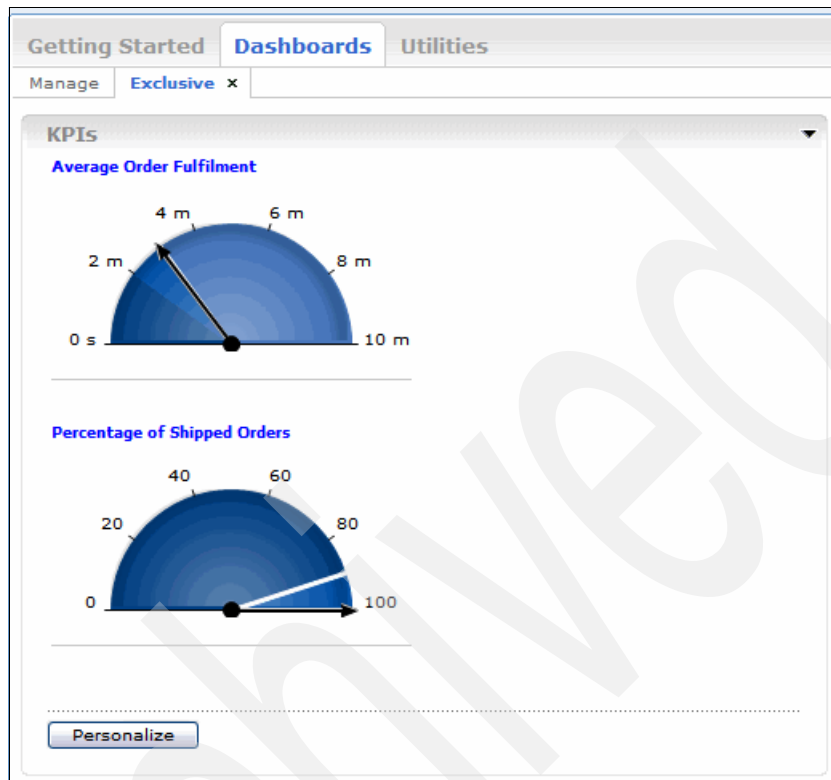 Getting Started Dashboards Utilities
Manage Exclusive ×
KPIs
Average Order Fulfilment
4 m 6 m
2 m 8 m
0 s 10 m
Percentage of Shipped Orders
40 60
20 80
0 100
Personalize